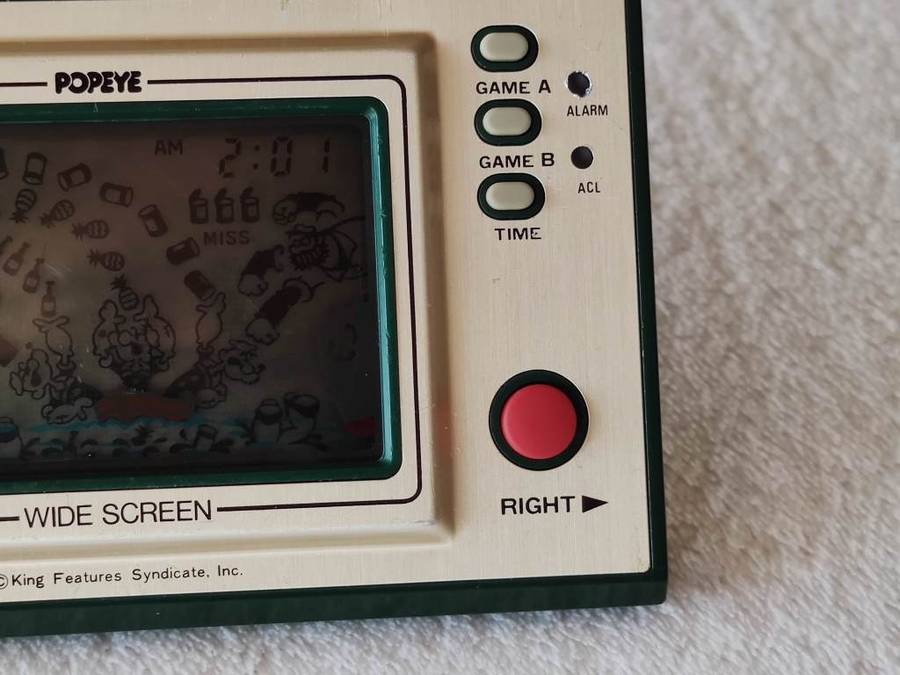 POPEYE
AM 2:01
MISS
GAME A
ALARM
GAME B
ACL
TIME
RIGHT
WIDE SCREEN
©King Features Syndicate, Inc.